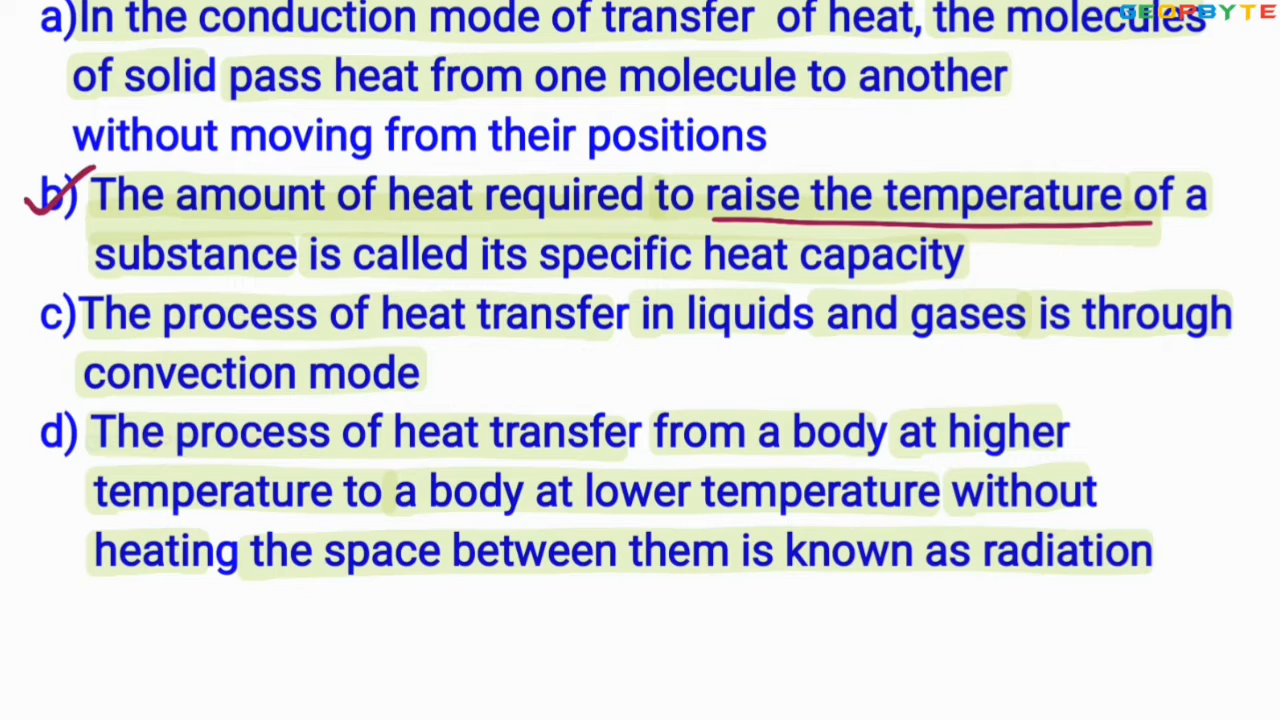 GEOPBYTE
a)In the conduction mode of transfer of heat, the molecules
of solid pass heat from one molecule to another
without moving from their positions
b) The amount of heat required to raise the temperature of a
substance is called its specific heat capacity
c)The process of heat transfer in liquids and gases is through
convection mode
d) The process of heat transfer from a body at higher
temperature to a body at lower temperature without
heating the space between them is known as radiation